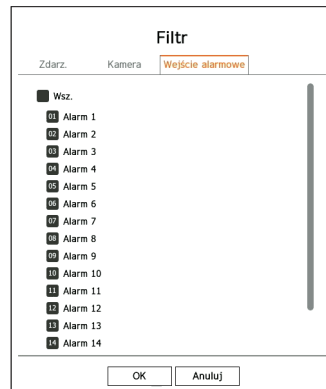 Filtr
Zdarz. Kamera Wejście alarmowe
Wsz.
01 Alarm 1
02 Alarm 2
03 Alarm 3
04 Alarm 4
05 Alarm 5
06 Alarm 6
07 Alarm 7
08 Alarm 8
09 Alarm 9
10 Alarm 10
11 Alarm 11
12 Alarm 12
13 Alarm 13
14 Alarm 14
OK Anuluj